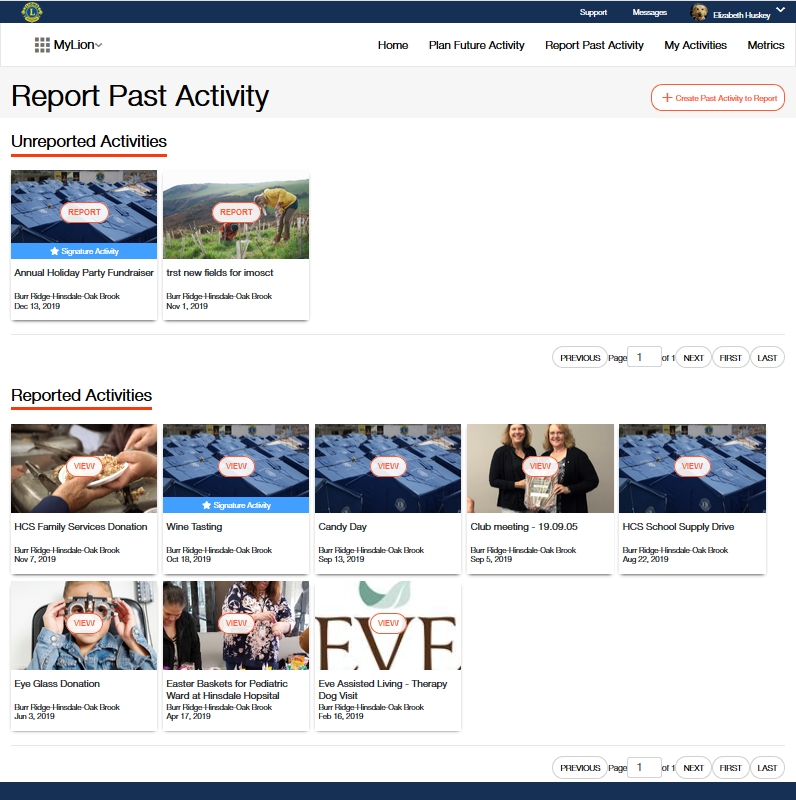 Support Messages Elizabeth Huskey
MyLion Home Plan Future Activity Report Past Activity My Activities Metrics
Report Past Activity
+ Create Past Activity to Report
Unreported Activities
REPORT REPORT
Signature Activity
Annual Holiday Party Fundraiser trst new fields for imosct
Burr Ridge-Hinsdale-Oak Brook Burr Ridge-Hinsdale-Oak Brook
Dec 13, 2019 Nov 1, 2019
PREVIOUS Page 1 of 1 NEXT FIRST LAST
Reported Activities
VIEW VIEW VIEW VIEW VIEW
Signature Activity
HCS Family Services Donation Wine Tasting Candy Day Club meeting - 19.09.05 HCS School Supply Drive
Burr Ridge-Hinsdale-Oak Brook Burr Ridge-Hinsdale-Oak Brook Burr Ridge-Hinsdale-Oak Brook Burr Ridge-Hinsdale-Oak Brook Burr Ridge-Hinsdale-Oak Brook
Nov 7, 2019 Oct 18, 2019 Sep 13, 2019 Sep 5, 2019 Aug 22, 2019
EVE
VIEW VIEW VIEW
Eye Glass Donation Easter Baskets for Pediatric Eve Assisted Living - Therapy
Ward at Hinsdale Hopsital Dog Visit
Burr Ridge-Hinsdale-Oak Brook Burr Ridge-Hinsdale-Oak Brook Burr Ridge-Hinsdale-Oak Brook
Jun 3, 2019 Apr 17, 2019 Feb 16, 2019
PREVIOUS Page 1 of 1 NEXT FIRST LAST